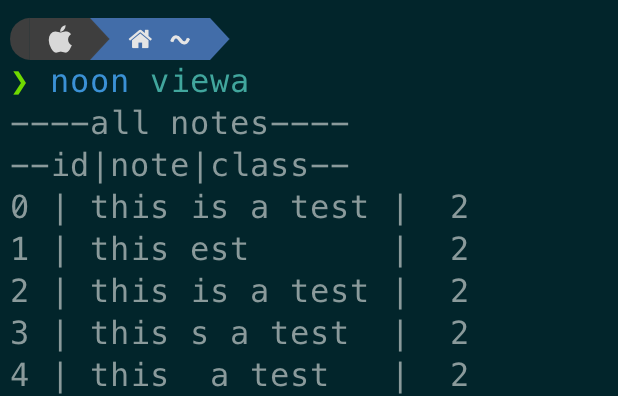 ~
❯ noon viewa
----all notes----
--id|note|class--
0 | this is a test |  2
1 | this est       |  2
2 | this is a test |  2
3 | this s a test  |  2
4 | this  a test   |  2